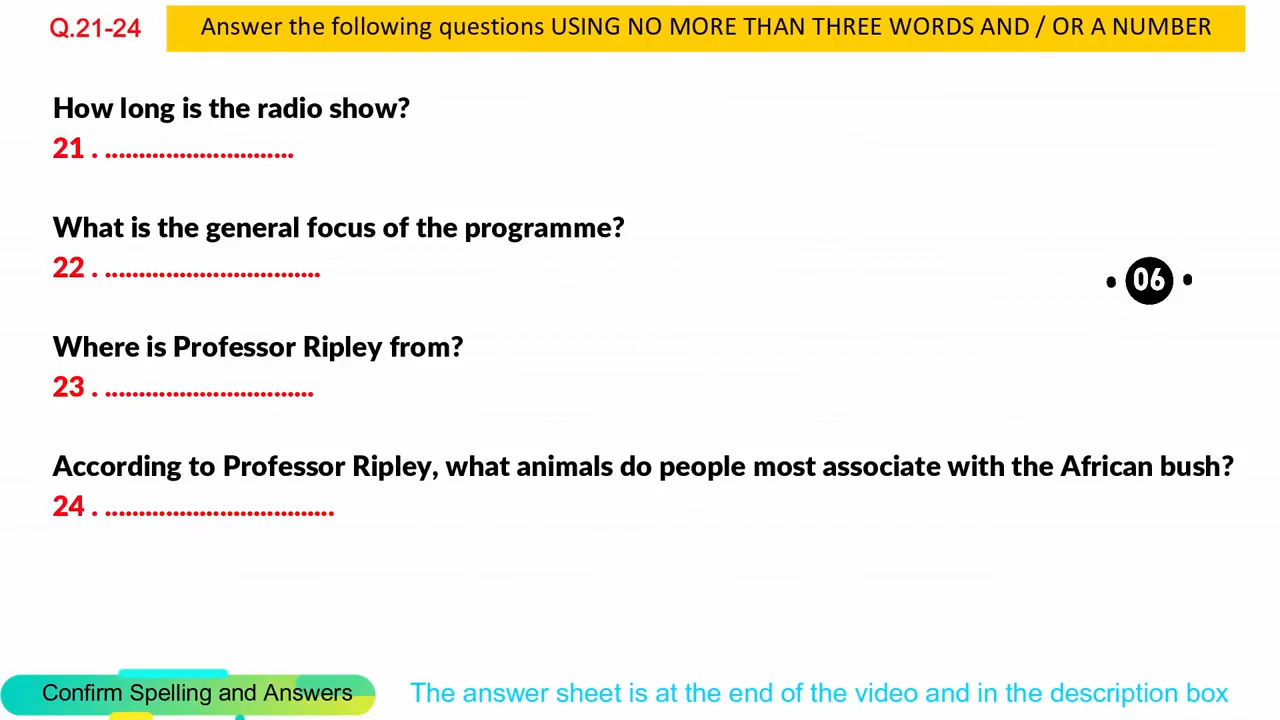 Q.21-24
Answer the following questions USING NO MORE THAN THREE WORDS AND / OR A NUMBER
How long is the radio show?
21 . ............................
What is the general focus of the programme?
22 . ................................
06
Where is Professor Ripley from?
23 . ...............................
According to Professor Ripley, what animals do people most associate with the African bush?
24 . ..................................
Confirm Spelling and Answers
The answer sheet is at the end of the video and in the description box